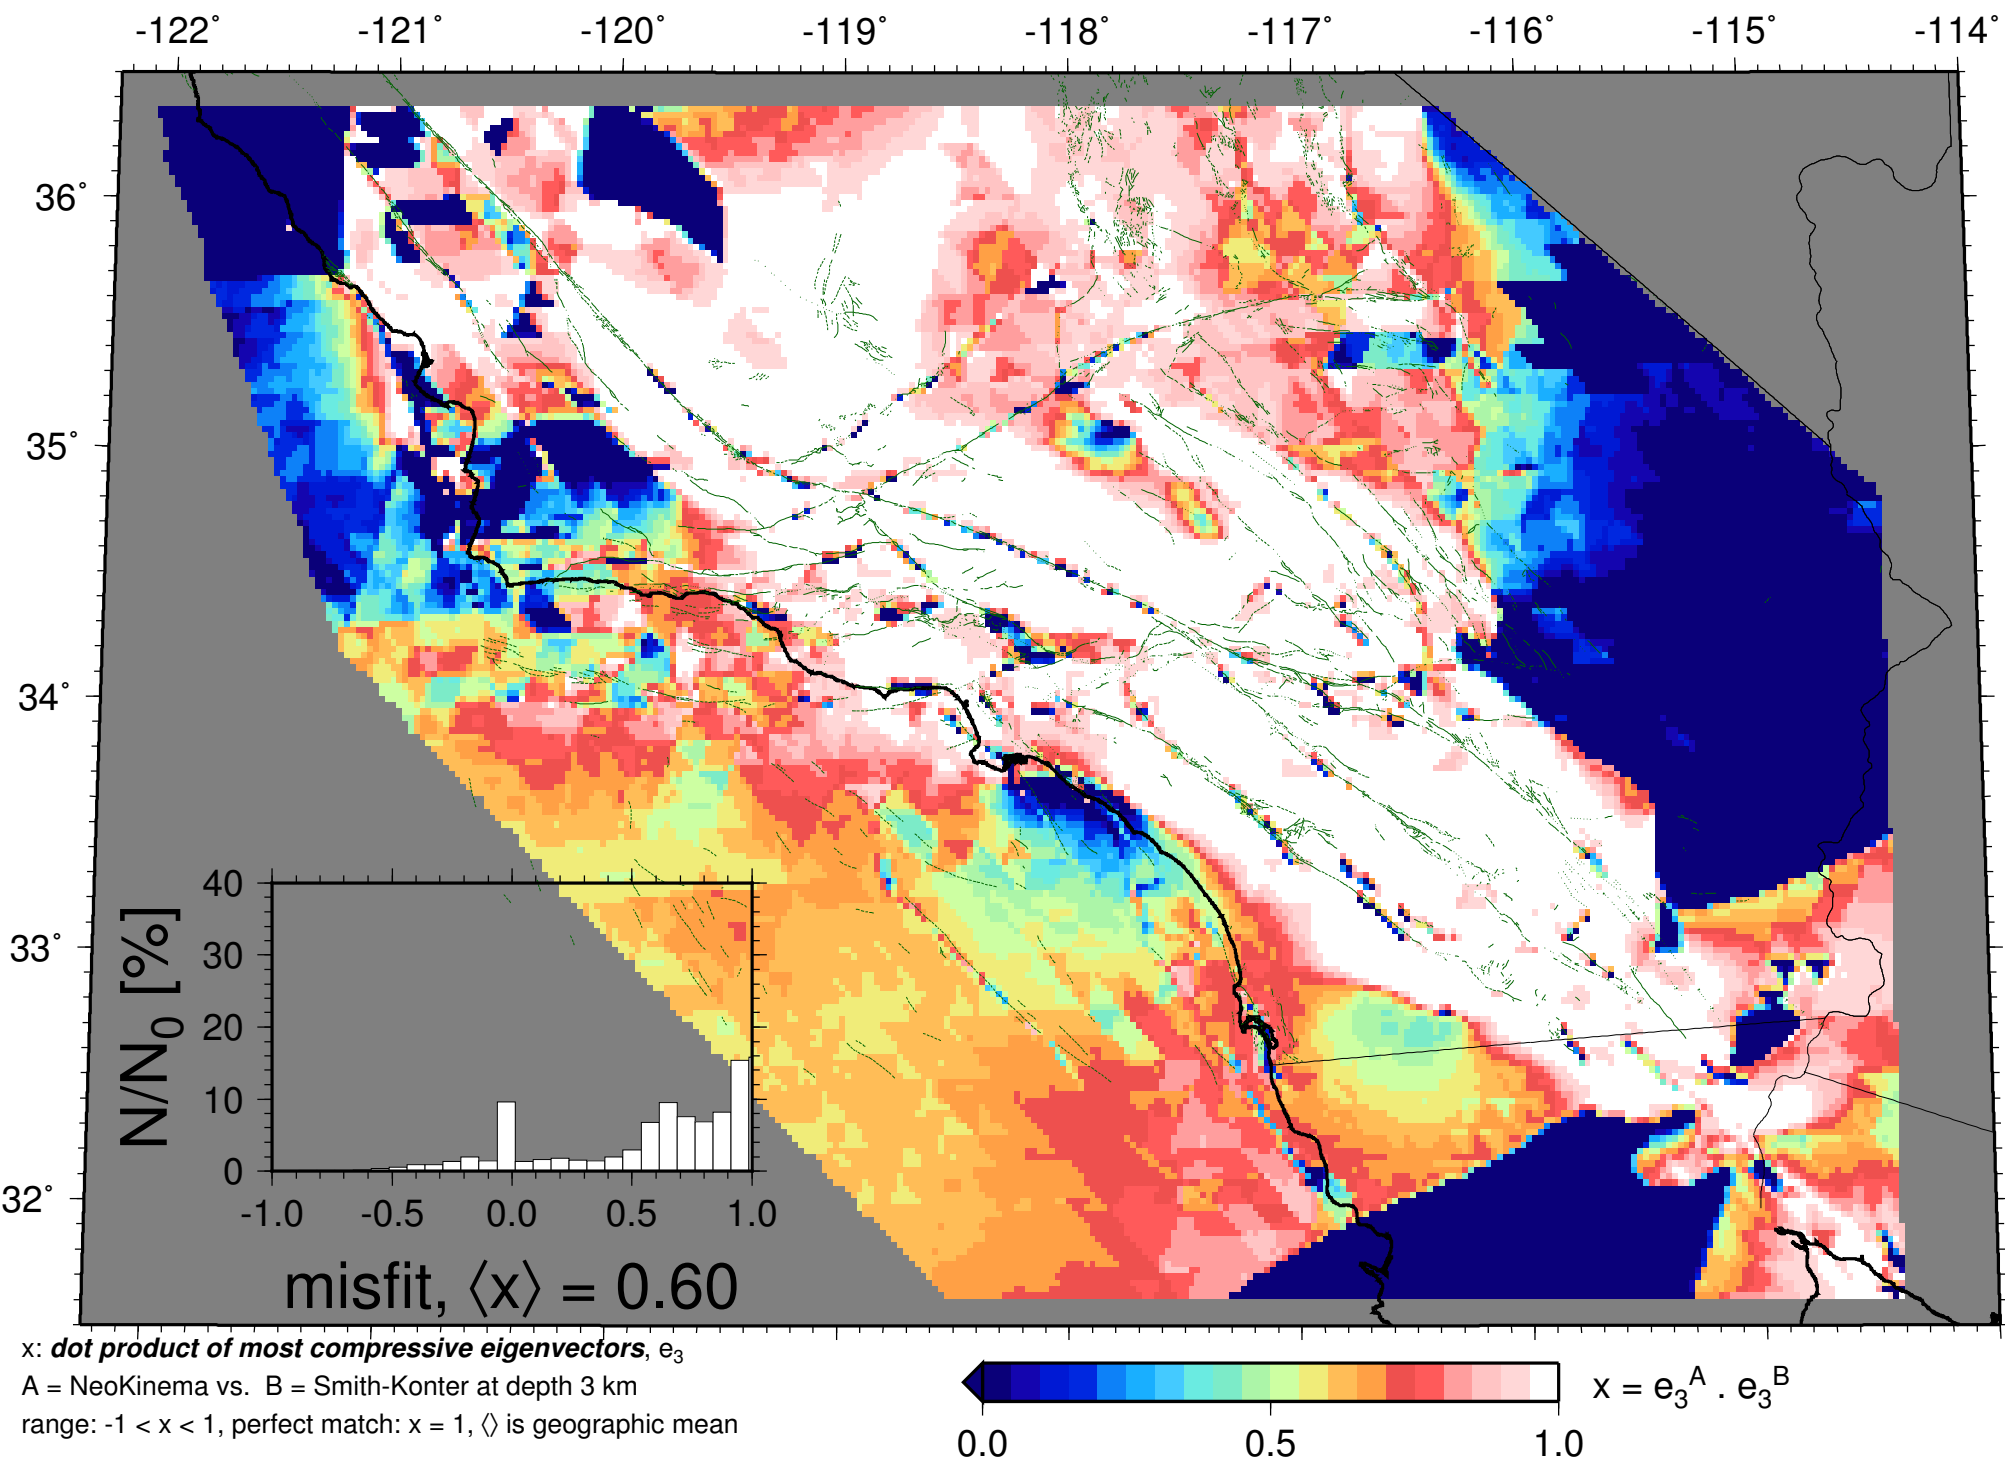 -122° -121° -120° -119° -118° -117° -116° -115° -114°
36°
35°
34°
33°
32°
40
30
20
10
0
N/N0 [%]
-1.0 -0.5 0.0 0.5 1.0
misfit, ⟨x⟩ = 0.60
x: dot product of most compressive eigenvectors, e3
A = NeoKinema vs. B = Smith-Konter at depth 3 km
range: -1 < x < 1, perfect match: x = 1, ⟨⟩ is geographic mean
0.0 0.5 1.0
x = e3^A . e3^B